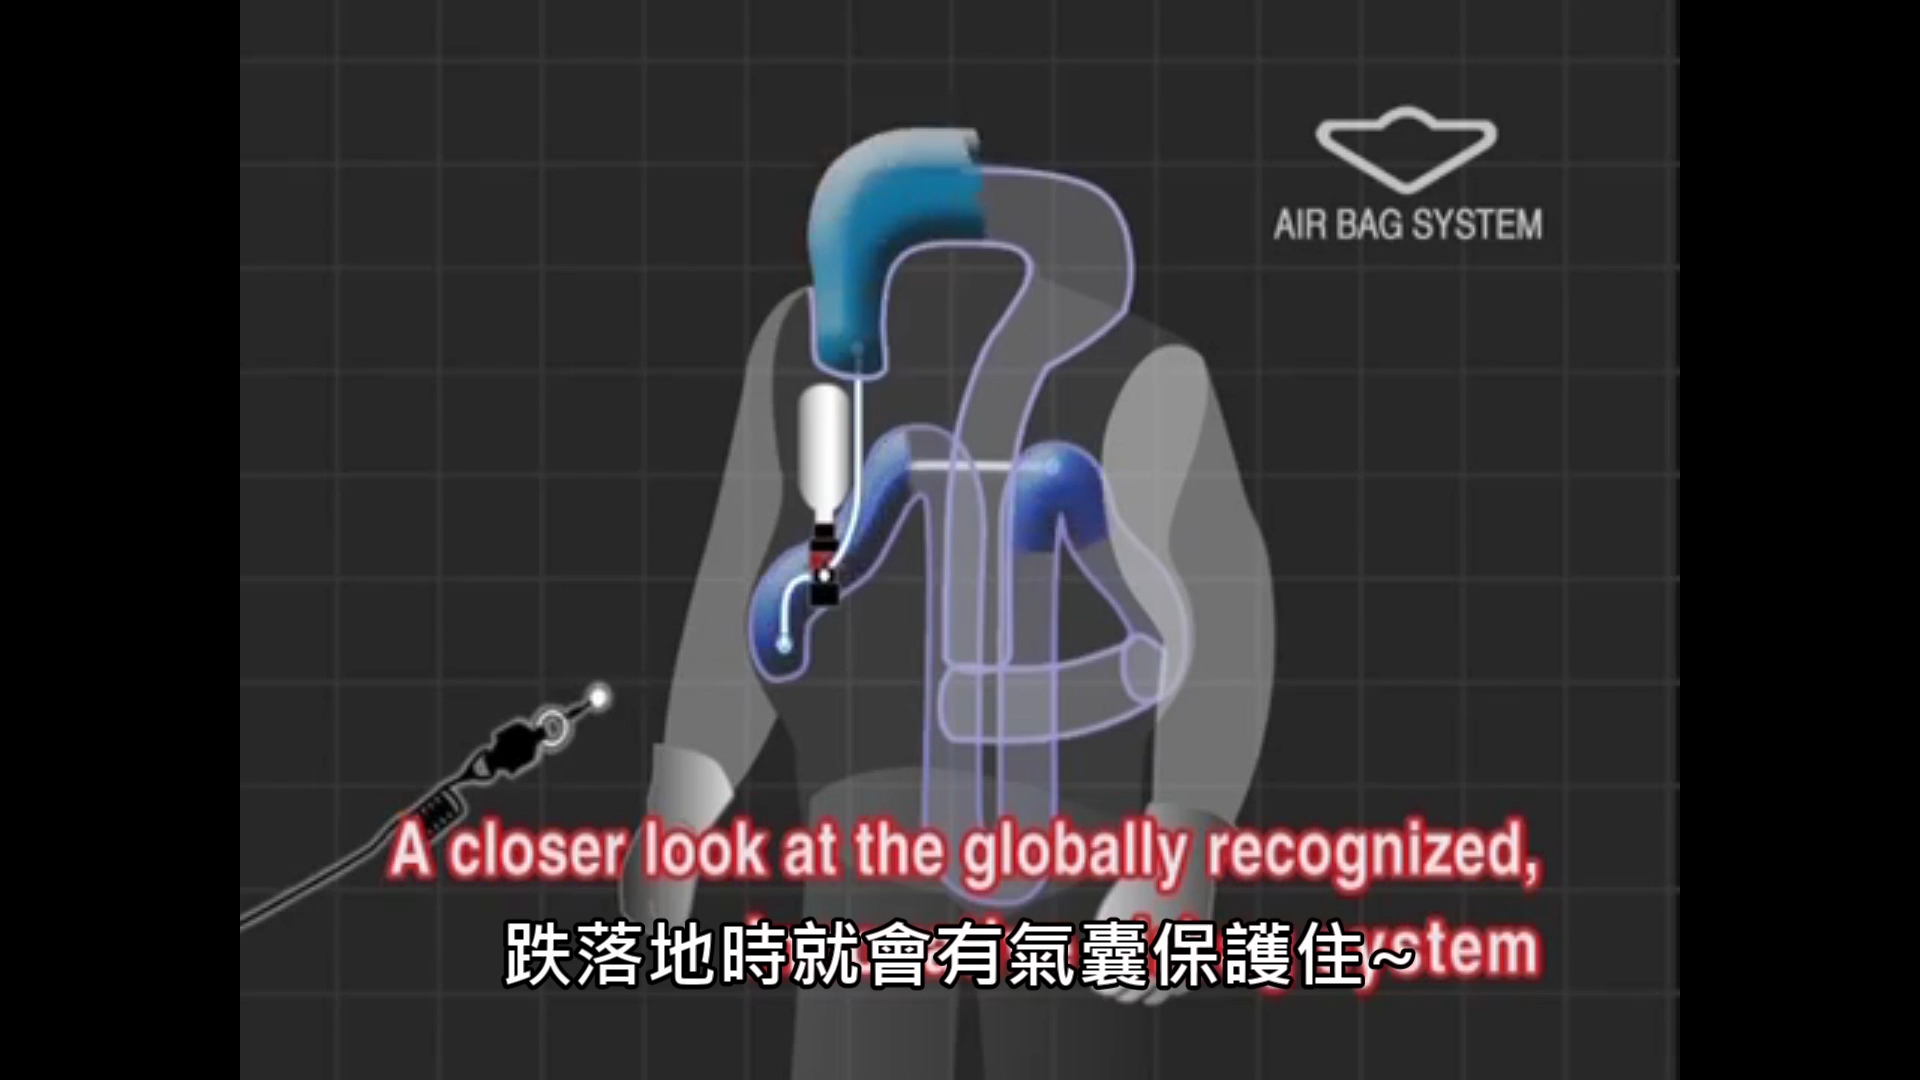 AIR BAG SYSTEM
A closer look at the globally recognized,
system
跌落地時就會有氣囊保護住~